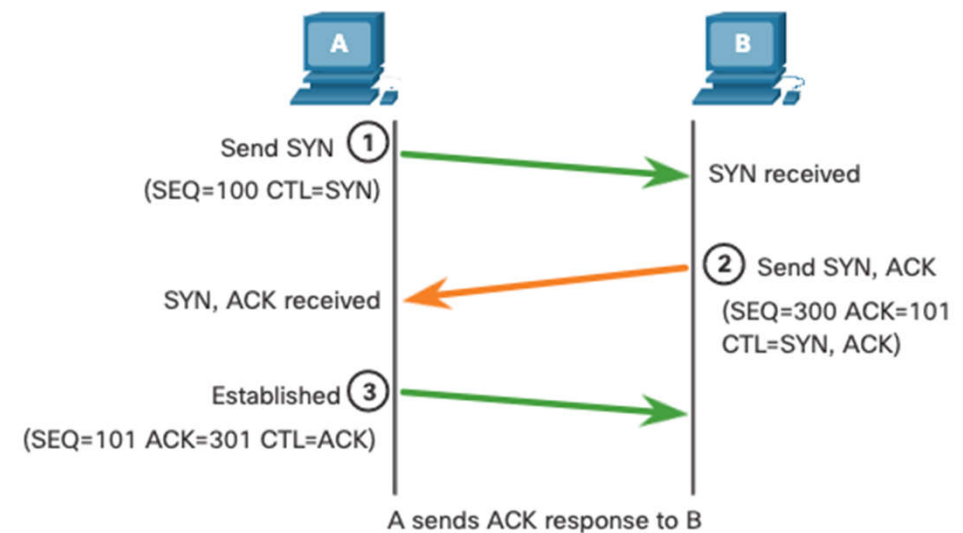 A
B
Send SYN 1
(SEQ=100 CTL=SYN)
SYN received
2 Send SYN, ACK
(SEQ=300 ACK=101
CTL=SYN, ACK)
SYN, ACK received
Established 3
(SEQ=101 ACK=301 CTL=ACK)
A sends ACK response to B